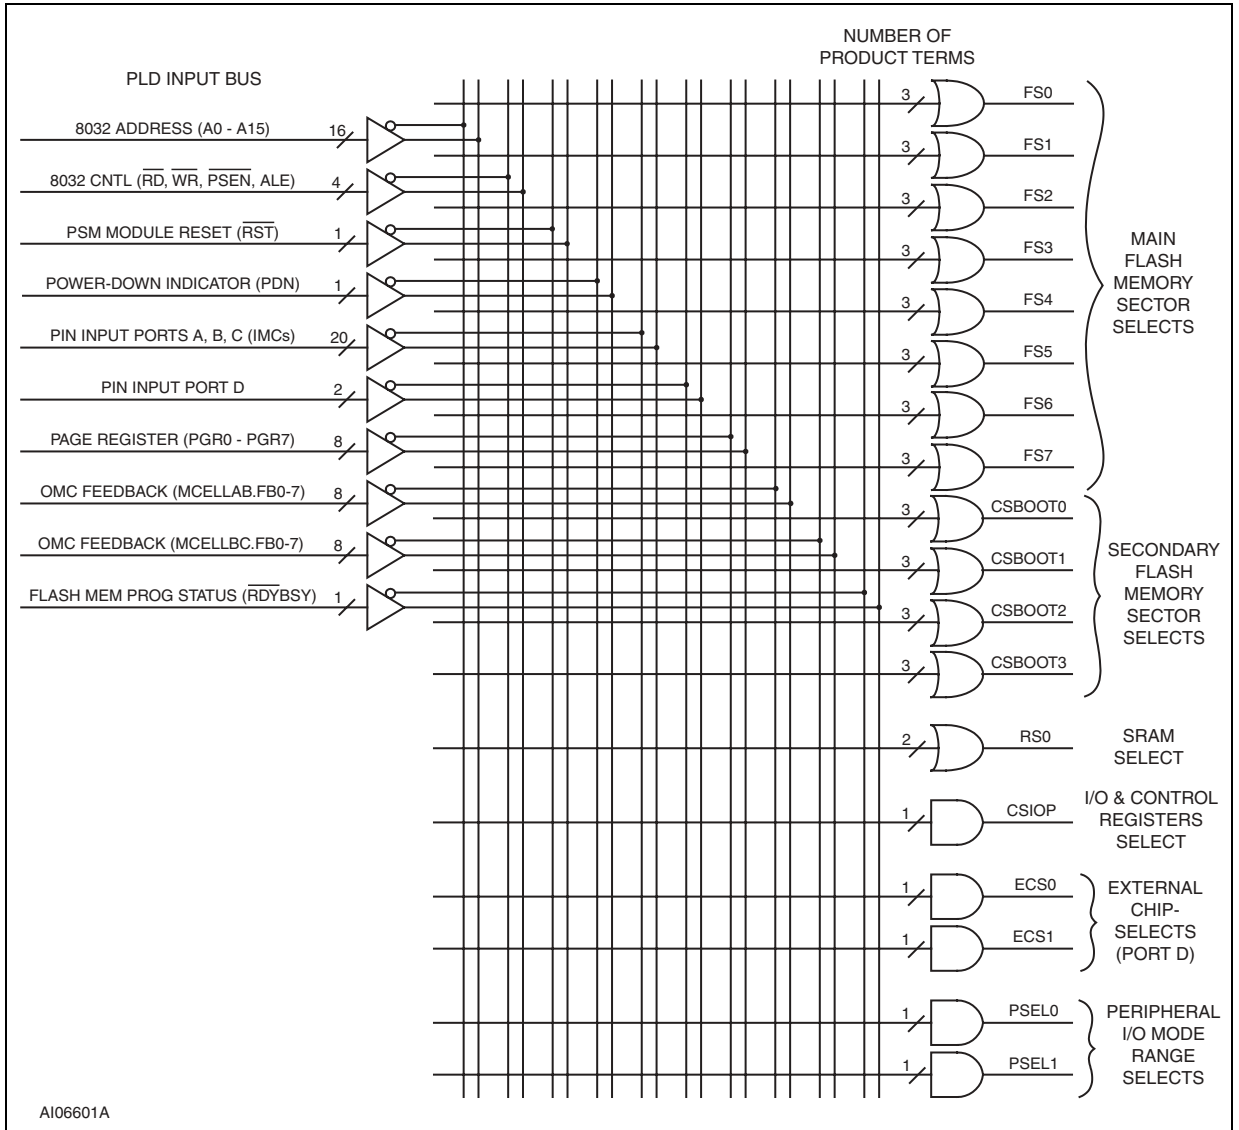 NUMBER OF
PRODUCT TERMS
PLD INPUT BUS
8032 ADDRESS (A0 - A15)
16
8032 CNTL (RD, WR, PSEN, ALE)
4
PSM MODULE RESET (RST)
1
POWER-DOWN INDICATOR (PDN)
1
PIN INPUT PORTS A, B, C (IMCs)
20
PIN INPUT PORT D
2
PAGE REGISTER (PGR0 - PGR7)
8
OMC FEEDBACK (MCELLAB.FB0-7)
8
OMC FEEDBACK (MCELLBC.FB0-7)
8
FLASH MEM PROG STATUS (RDYBSY)
1
3
FS0
3
FS1
3
FS2
3
FS3
3
FS4
3
FS5
3
FS6
3
FS7
MAIN
FLASH
MEMORY
SECTOR
SELECTS
3
CSBOOT0
3
CSBOOT1
3
CSBOOT2
3
CSBOOT3
SECONDARY
FLASH
MEMORY
SECTOR
SELECTS
2
RS0
SRAM
SELECT
1
CSIOP
I/O & CONTROL
REGISTERS
SELECT
1
ECS0
1
ECS1
EXTERNAL
CHIP-
SELECTS
(PORT D)
1
PSEL0
1
PSEL1
PERIPHERAL
I/O MODE
RANGE
SELECTS
AI06601A